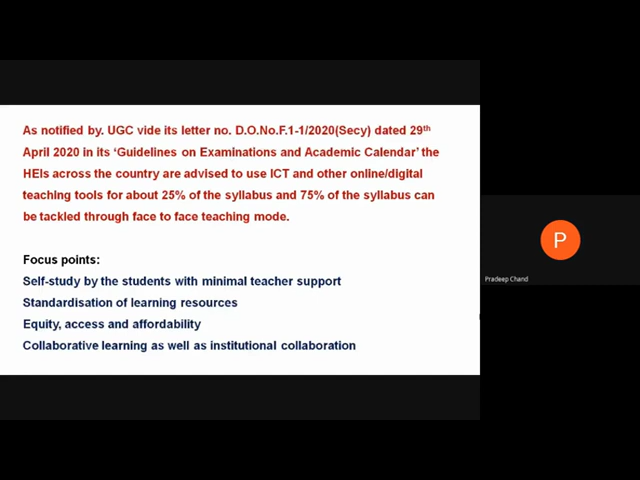 As notified by. UGC vide its letter no. D.O.No.F.1-1/2020(Secy) dated 29th
April 2020 in its ‘Guidelines on Examinations and Academic Calendar’ the
HEIs across the country are advised to use ICT and other online/digital
teaching tools for about 25% of the syllabus and 75% of the syllabus can
be tackled through face to face teaching mode.
Focus points:
Self-study by the students with minimal teacher support
Standardisation of learning resources
Equity, access and affordability
Collaborative learning as well as institutional collaboration
P
Pradeep Chand